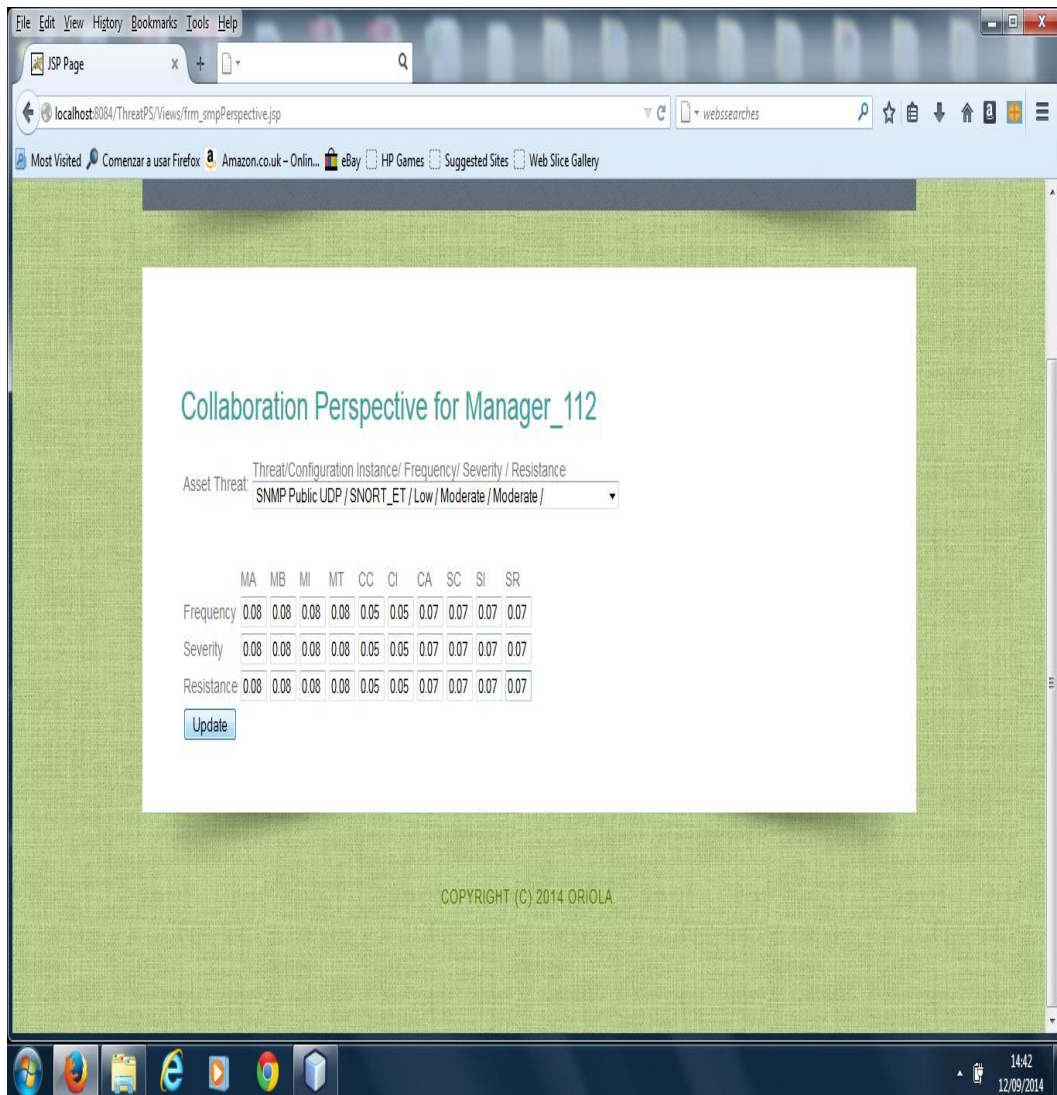 File Edit View History Bookmarks Tools Help
JSP Page
localhost:8084/ThreatPS/Views/frm_smpPerspective.jsp
webssearches
Most Visited Comenzar a usar Firefox Amazon.co.uk – Onlin... eBay HP Games Suggested Sites Web Slice Gallery
Collaboration Perspective for Manager_112
Threat/Configuration Instance/ Frequency/ Severity / Resistance
Asset Threat: SNMP Public UDP / SNORT_ET / Low / Moderate / Moderate /
MA MB MI MT CC CI CA SC SI SR
Frequency 0.08 0.08 0.08 0.08 0.05 0.05 0.07 0.07 0.07 0.07
Severity 0.08 0.08 0.08 0.08 0.05 0.05 0.07 0.07 0.07 0.07
Resistance 0.08 0.08 0.08 0.08 0.05 0.05 0.07 0.07 0.07 0.07
Update
COPYRIGHT (C) 2014 ORIOLA.
14:42
12/09/2014